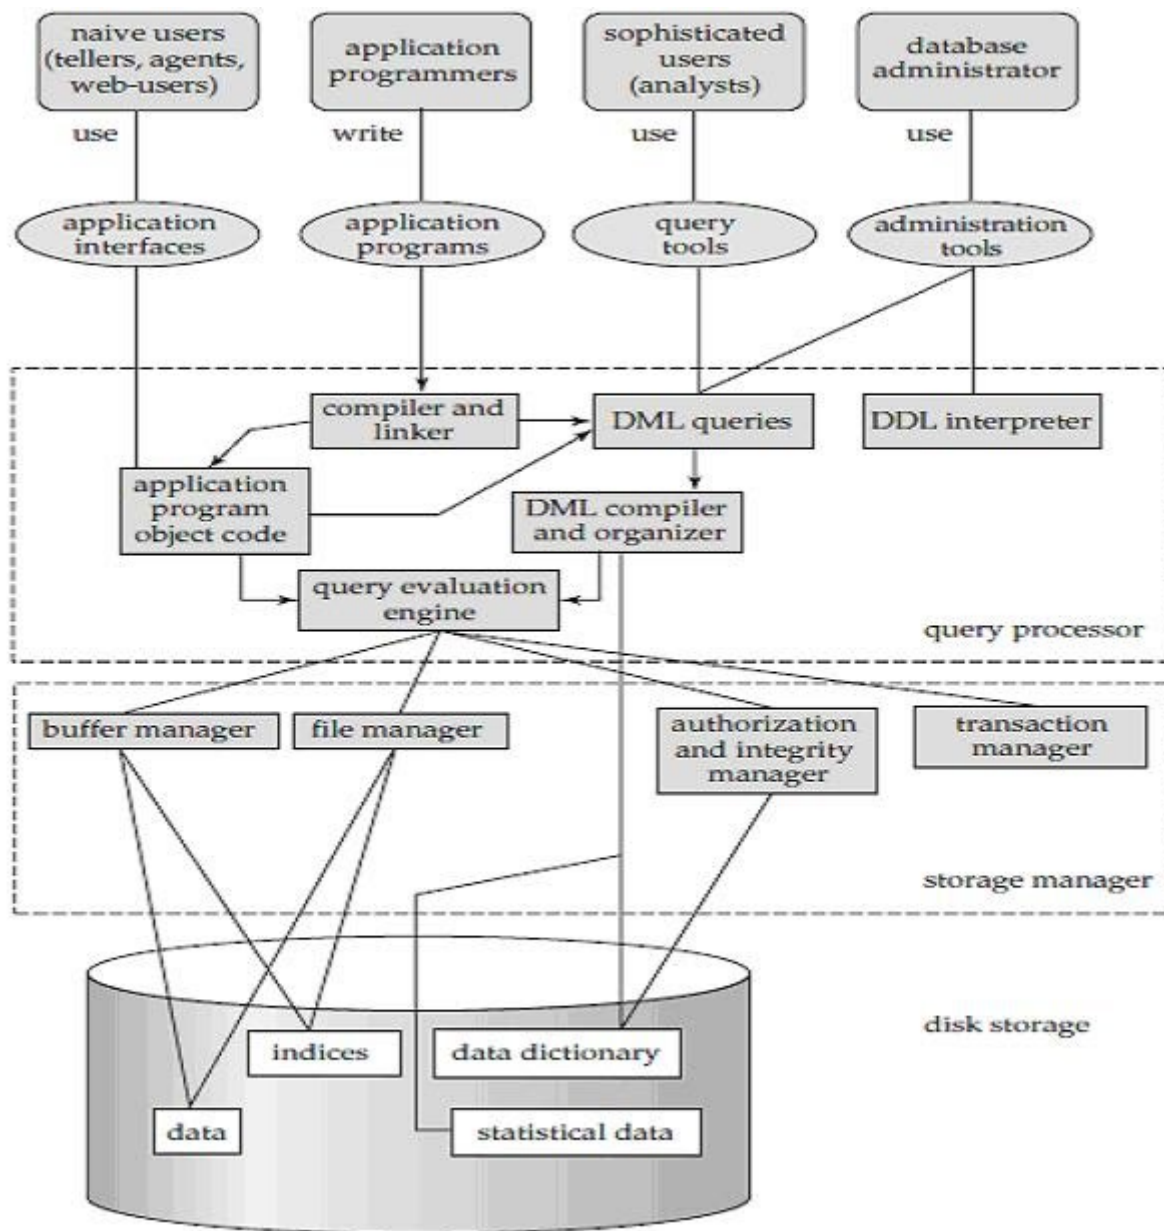 naive users
(tellers, agents,
web-users)
application
programmers
sophisticated
users
(analysts)
database
administrator
use
write
use
use
application
interfaces
application
programs
query
tools
administration
tools
compiler and
linker
DML queries
DDL interpreter
application
program
object code
DML compiler
and organizer
query evaluation
engine
query processor
buffer manager
file manager
authorization
and integrity
manager
transaction
manager
storage manager
disk storage
indices
data dictionary
data
statistical data